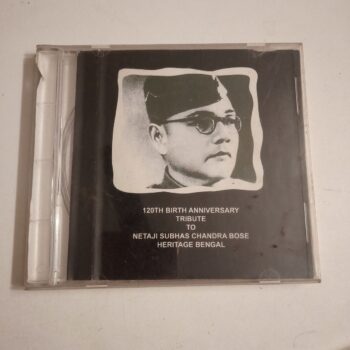 120TH BIRTH ANNIVERSARY
TRIBUTE
TO
NETAJI SUBHAS CHANDRA BOSE
HERITAGE BENGAL